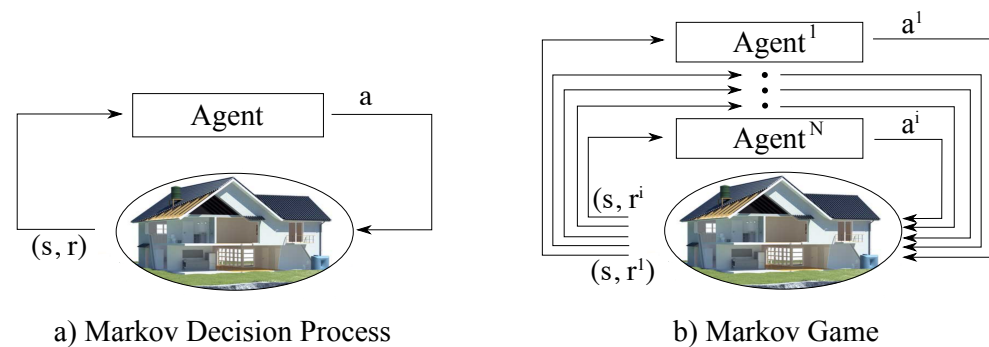 Agent
a
(s, r)
a) Markov Decision Process
Agent^1
a^1
Agent^N
a^i
(s, r^i
(s, r^1)
b) Markov Game